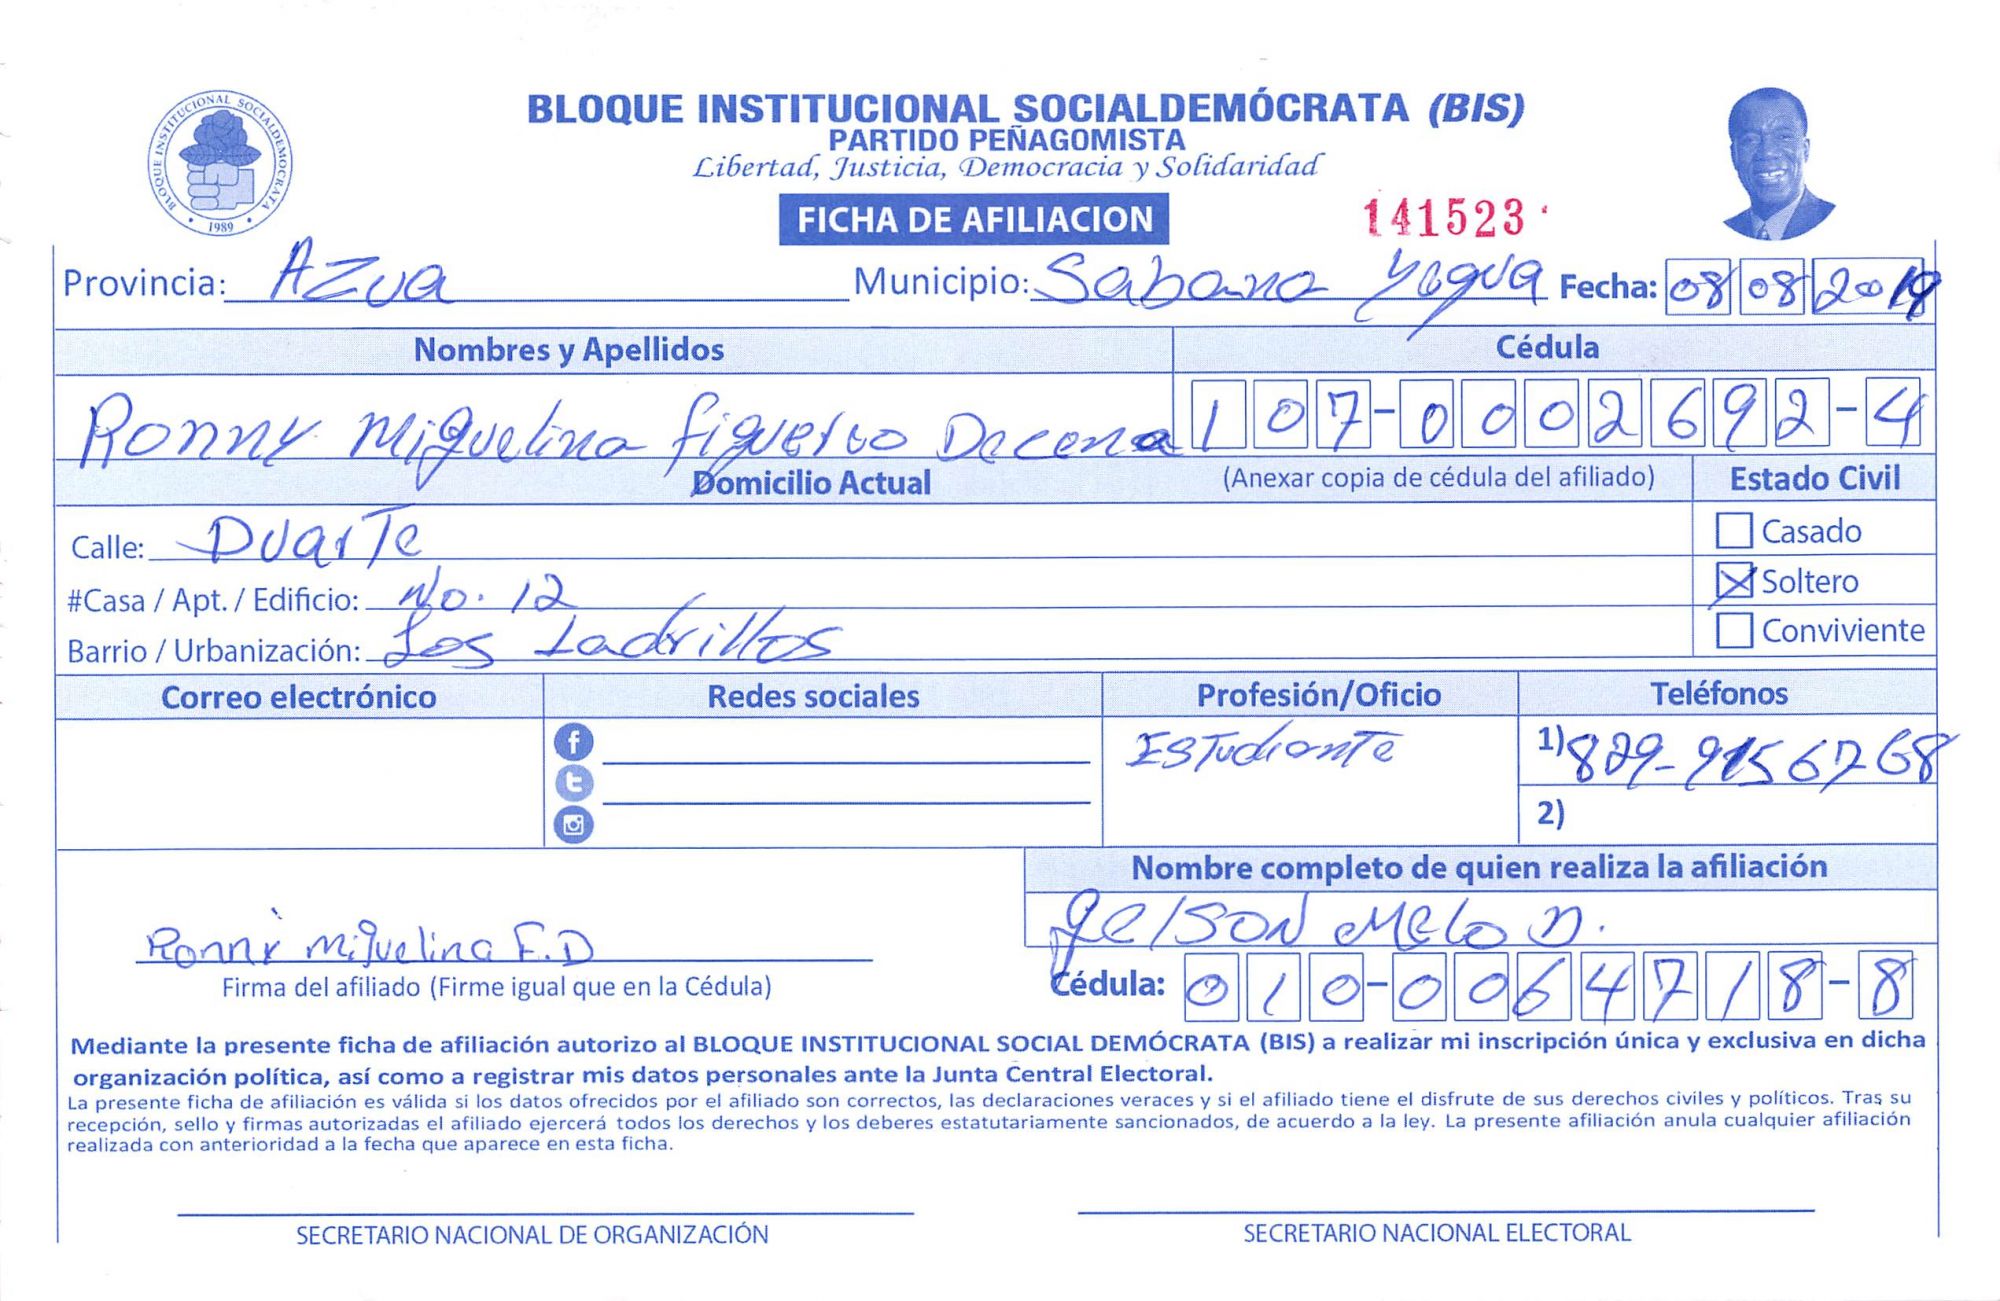 BLOQUE INSTITUCIONAL SOCIALDEMOCRATA
1989
BLOQUE INSTITUCIONAL SOCIALDEMÓCRATA (BIS)
PARTIDO PEÑAGOMISTA
Libertad, Justicia, Democracia y Solidaridad
FICHA DE AFILIACION
141523
Provincia: AZUA Municipio: Sabana Yegua Fecha: 08 08 2019
Nombres y Apellidos Cédula
Ronny Miguelina figuereo Decena 107-0002692-4
Domicilio Actual (Anexar copia de cédula del afiliado) Estado Civil
Calle: DuarTe Casado
#Casa / Apt. / Edificio: No. 12 Soltero
Barrio / Urbanización: Los Ladrillos Conviviente
Correo electrónico Redes sociales Profesión/Oficio Teléfonos
ESTudianTe 1) 829-9156768
2)
Nombre completo de quien realiza la afiliación
gelSON Melo D.
Ronny Miguelina F.D
Firma del afiliado (Firme igual que en la Cédula) Cédula: 010-0064718-8
Mediante la presente ficha de afiliación autorizo al BLOQUE INSTITUCIONAL SOCIAL DEMÓCRATA (BIS) a realizar mi inscripción única y exclusiva en dicha
organización política, así como a registrar mis datos personales ante la Junta Central Electoral.
La presente ficha de afiliación es válida si los datos ofrecidos por el afiliado son correctos, las declaraciones veraces y si el afiliado tiene el disfrute de sus derechos civiles y políticos. Tras su
recepción, sello y firmas autorizadas el afiliado ejercerá todos los derechos y los deberes estatutariamente sancionados, de acuerdo a la ley. La presente afiliación anula cualquier afiliación
realizada con anterioridad a la fecha que aparece en esta ficha.
SECRETARIO NACIONAL DE ORGANIZACIÓN SECRETARIO NACIONAL ELECTORAL